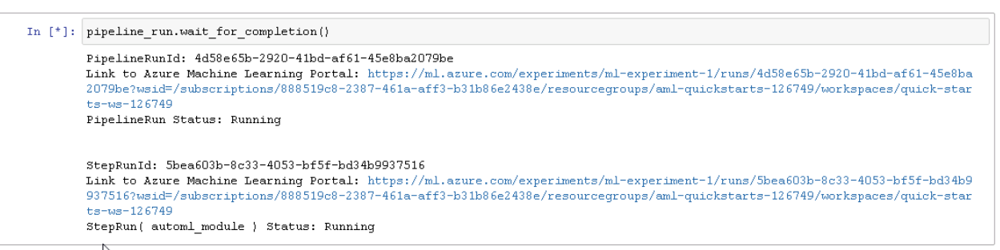 In [*]: pipeline_run.wait_for_completion()
PipelineRunId: 4d58e65b-2920-41bd-af61-45e8ba2079be
Link to Azure Machine Learning Portal: https://ml.azure.com/experiments/ml-experiment-1/runs/4d58e65b-2920-41bd-af61-45e8ba
2079be?wsid=/subscriptions/888519c8-2387-461a-aff3-b31b86e2438e/resourcegroups/aml-quickstarts-126749/workspaces/quick-star
ts-ws-126749
PipelineRun Status: Running
StepRunId: 5bea603b-8c33-4053-bf5f-bd34b9937516
Link to Azure Machine Learning Portal: https://ml.azure.com/experiments/ml-experiment-1/runs/5bea603b-8c33-4053-bf5f-bd34b9
937516?wsid=/subscriptions/888519c8-2387-461a-aff3-b31b86e2438e/resourcegroups/aml-quickstarts-126749/workspaces/quick-star
ts-ws-126749
StepRun( automl_module ) Status: Running